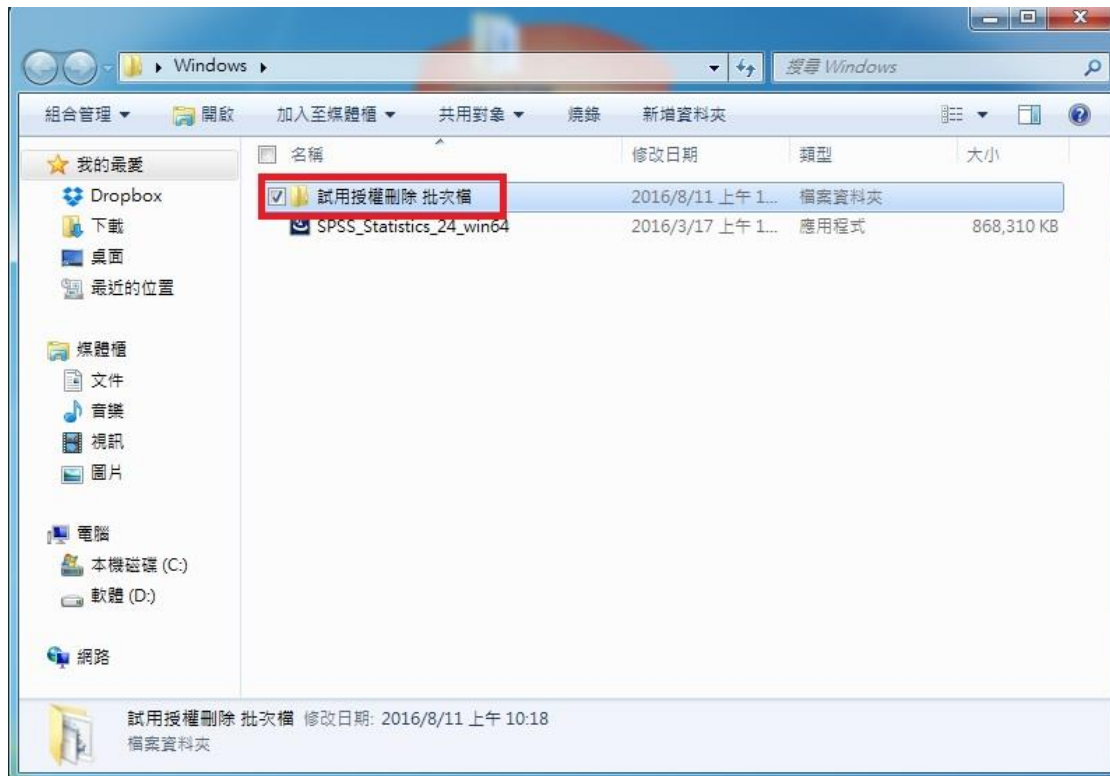 Windows
搜尋 Windows
組合管理 開啟 加入至媒體櫃 共用對象 燒錄 新增資料夾
我的最愛
Dropbox
下載
桌面
最近的位置
媒體櫃
文件
音樂
視訊
圖片
電腦
本機磁碟 (C:)
軟體 (D:)
網路
名稱 修改日期 類型 大小
試用授權刪除 批次檔 2016/8/11 上午 1... 檔案資料夾
SPSS_Statistics_24_win64 2016/3/17 上午 1... 應用程式 868,310 KB
試用授權刪除 批次檔 修改日期: 2016/8/11 上午 10:18
檔案資料夾